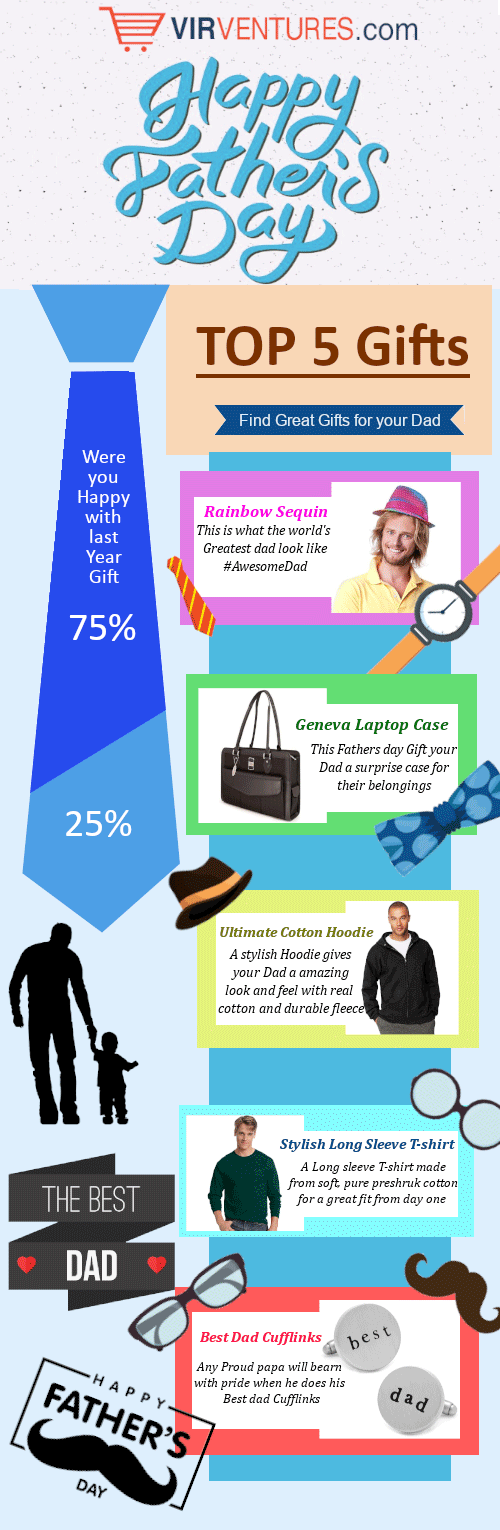 VIRVENTURES.com
Happy
Father's
Day
TOP 5 Gifts
Find Great Gifts for your Dad
Were
you
Happy
with
last
Year
Gift
75%
25%
Rainbow Sequin
This is what the world's
Greatest dad look like
#AwesomeDad
Geneva Laptop Case
This Fathers day Gift your
Dad a surprise case for
their belongings
Ultimate Cotton Hoodie
A stylish Hoodie gives
your Dad a amazing
look and feel with real
cotton and durable fleece
Stylish Long Sleeve T-shirt
A Long sleeve T-shirt made
from soft, pure preshruk cotton
for a great fit from day one
THE BEST
DAD
Best Dad Cufflinks
Any Proud papa will bearn
with pride when he does his
Best dad Cufflinks
best
dad
HAPPY
FATHER'S
DAY